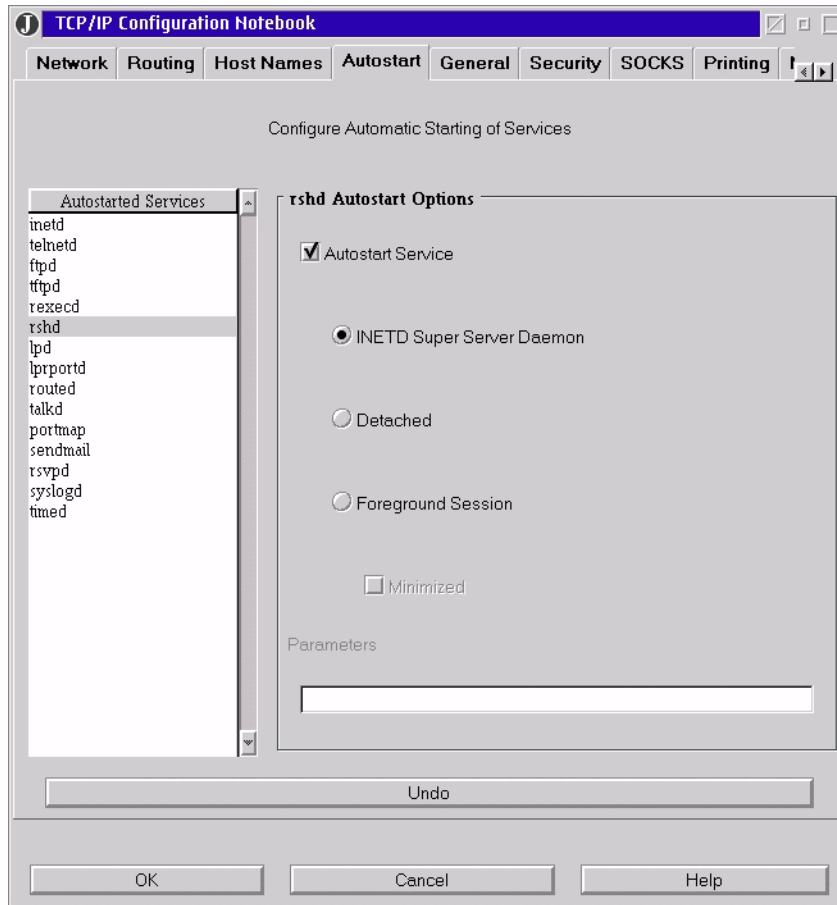 TCP/IP Configuration Notebook
Network Routing Host Names Autostart General Security SOCKS Printing
Configure Automatic Starting of Services
Autostarted Services
inetd
telnetd
ftpd
tftpd
rexecd
rshd
lpd
lprportd
routed
talkd
portmap
sendmail
rsvpd
syslogd
timed
rshd Autostart Options
Autostart Service
INETD Super Server Daemon
Detached
Foreground Session
Minimized
Parameters
Undo
OK Cancel Help